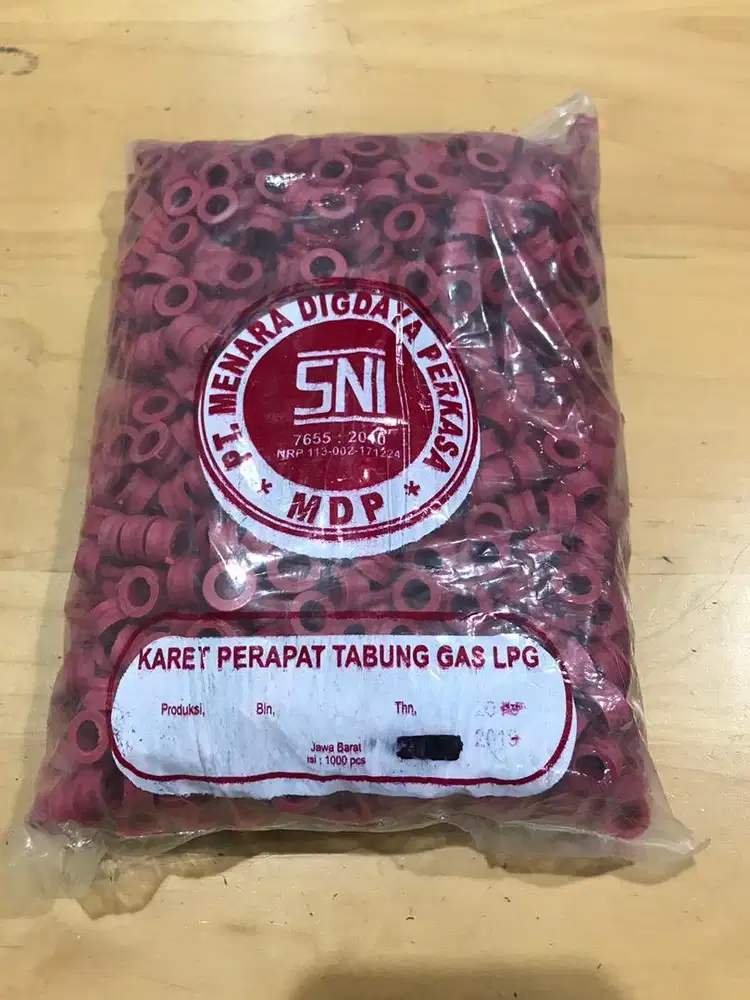 PT. MENARA DIGDAYA PERKASA
SNI
7655 : 2010
NRP 113-002-171224
* MDP *
KARET PERAPAT TABUNG GAS LPG
Produksi, Bln, Thn,
2019
Jawa Barat
isi : 1000 pcs